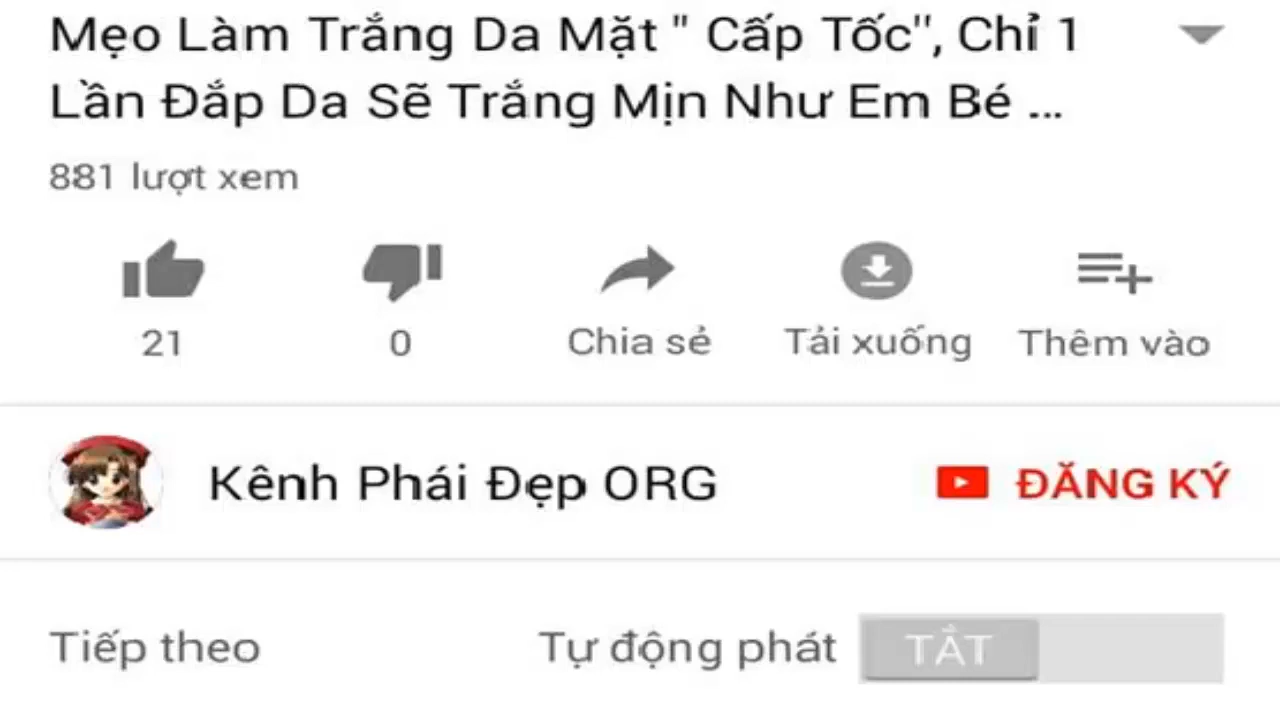 Mẹo Làm Trắng Da Mặt " Cấp Tốc", Chỉ 1
Lần Đắp Da Sẽ Trắng Mịn Như Em Bé ...
881 lượt xem
21 0 Chia sẻ Tải xuống Thêm vào
Kênh Phái Đẹp ORG ĐĂNG KÝ
Tiếp theo Tự động phát TẮT